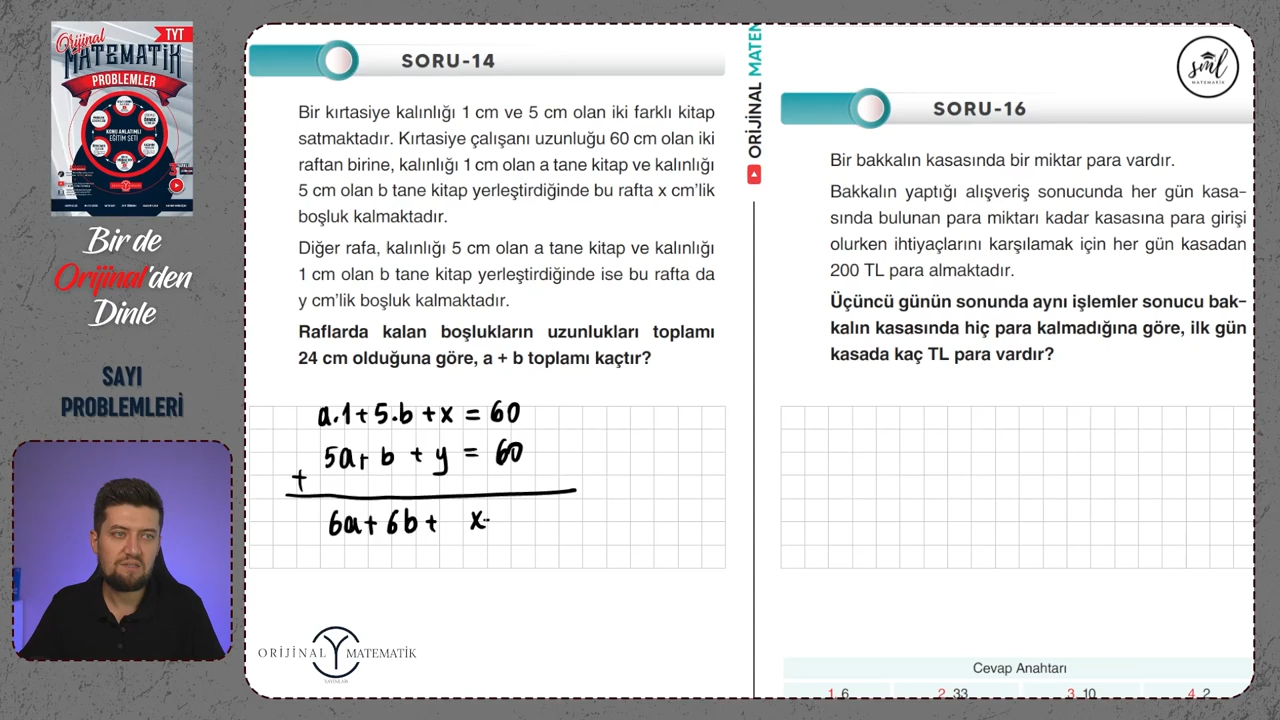 TYT
Orijinal
MATEMATİK
PROBLEMLER
KONU ANLATIMLI
EĞİTİM SETİ
Bir de
Orijinal'den
Dinle
SAYI
PROBLEMLERİ
SORU-14
Bir kırtasiye kalınlığı 1 cm ve 5 cm olan iki farklı kitap
satmaktadır. Kırtasiye çalışanı uzunluğu 60 cm olan iki
raftan birine, kalınlığı 1 cm olan a tane kitap ve kalınlığı
5 cm olan b tane kitap yerleştirdiğinde bu rafta x cm'lik
boşluk kalmaktadır.
Diğer rafa, kalınlığı 5 cm olan a tane kitap ve kalınlığı
1 cm olan b tane kitap yerleştirdiğinde ise bu rafta da
y cm'lik boşluk kalmaktadır.
Raflarda kalan boşlukların uzunlukları toplamı
24 cm olduğuna göre, a + b toplamı kaçtır?
a.1+5.b+x = 60
5a+ b + y = 60
+
6a+6b+ x
ORİJİNAL MATEMATİK
YAYINLARI
ORİJİNAL MATEM
sml
MATEMATİK
SORU-16
Bir bakkalın kasasında bir miktar para vardır.
Bakkalın yaptığı alışveriş sonucunda her gün kasa-
sında bulunan para miktarı kadar kasasına para girişi
olurken ihtiyaçlarını karşılamak için her gün kasadan
200 TL para almaktadır.
Üçüncü günün sonunda aynı işlemler sonucu bak-
kalın kasasında hiç para kalmadığına göre, ilk gün
kasada kaç TL para vardır?
Cevap Anahtarı
1. 6 2. 33 3. 10 4. 2